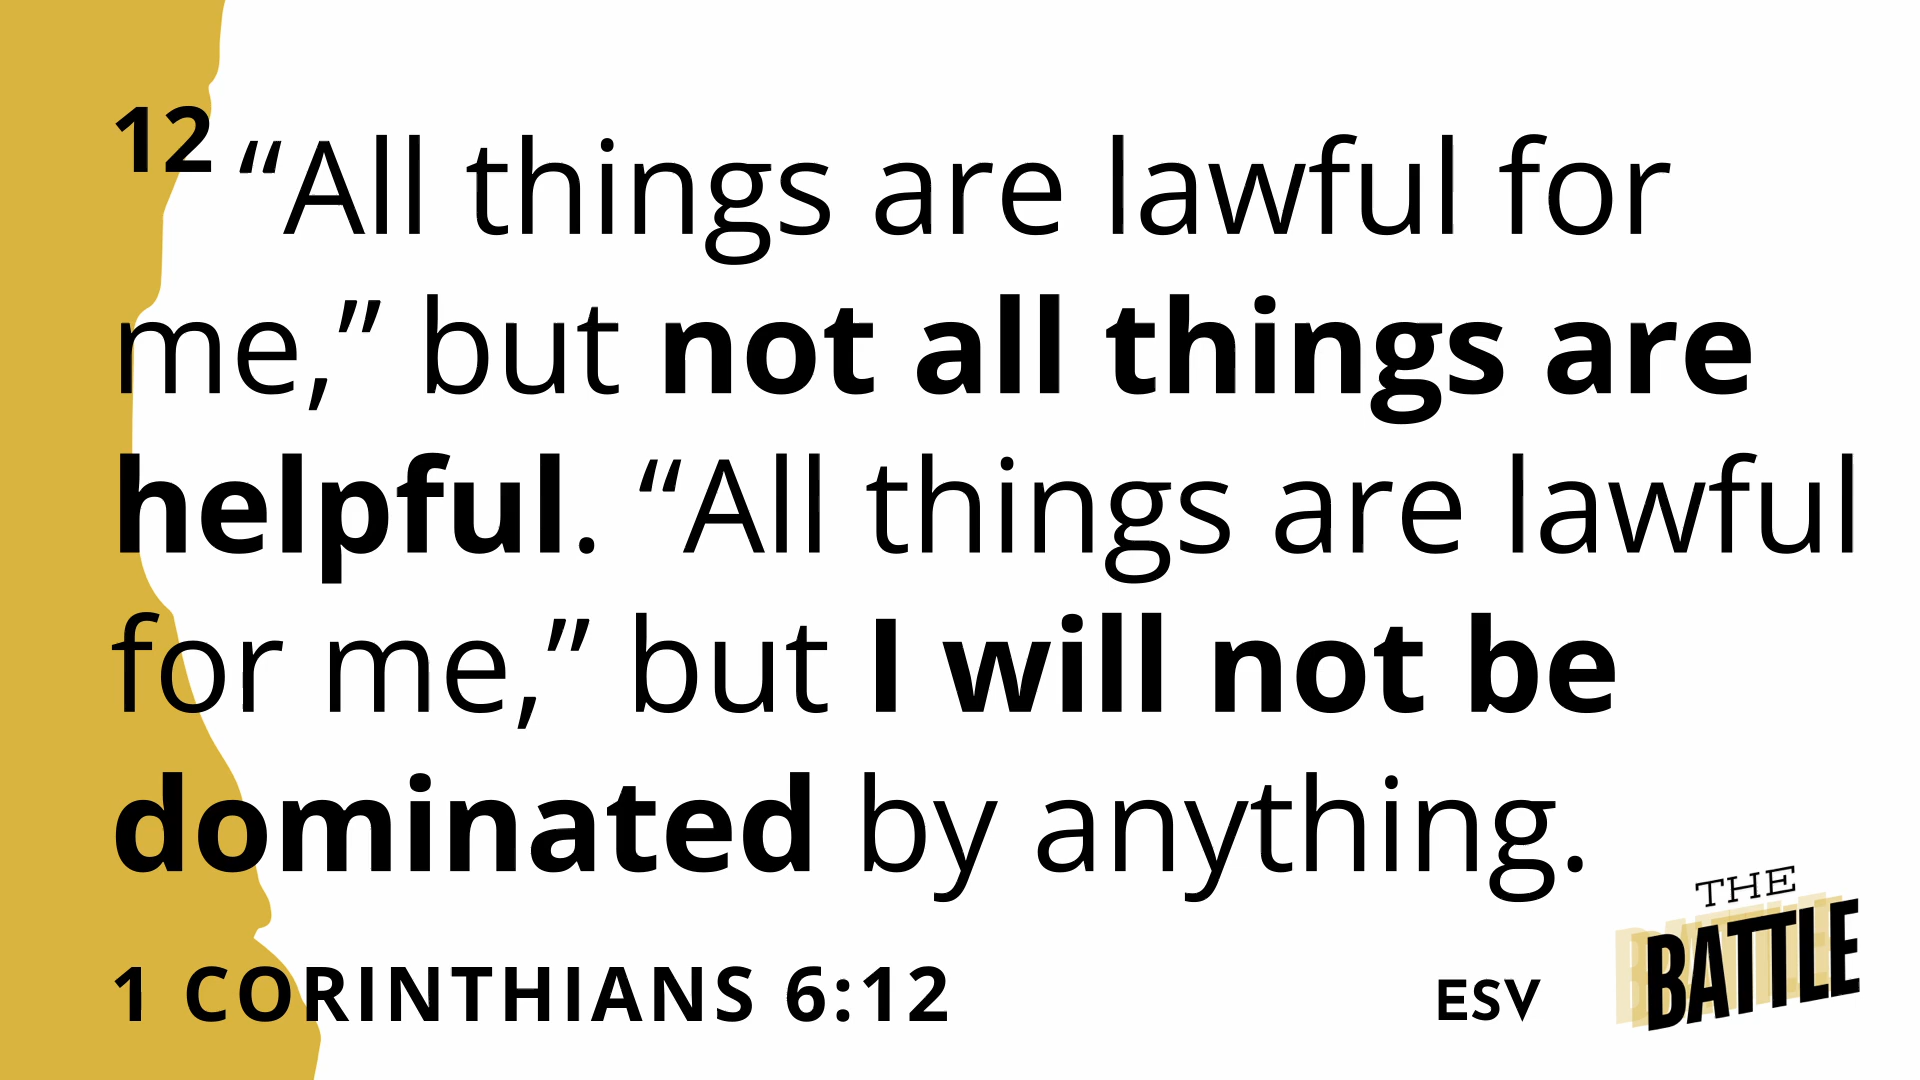 12 “All things are lawful for
me,” but not all things are
helpful. “All things are lawful
for me,” but I will not be
dominated by anything.
1 CORINTHIANS 6:12
ESV
THE
BATTLE